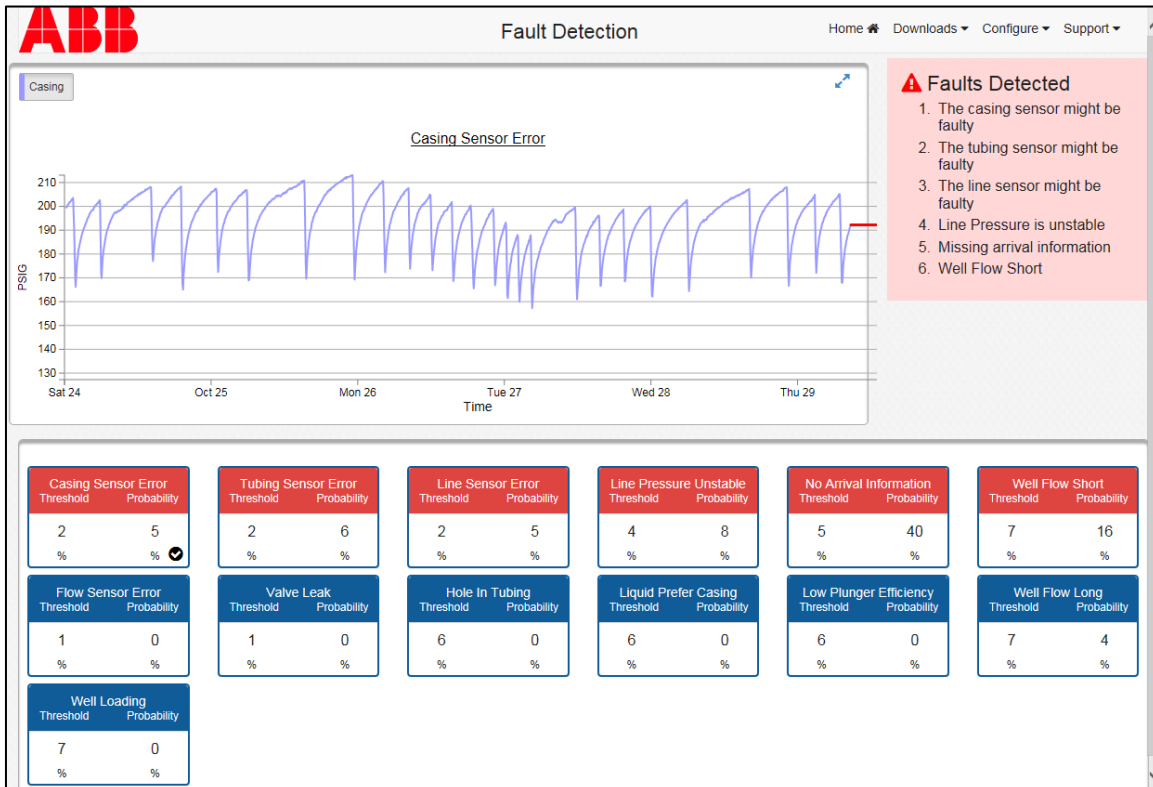 ABB
Fault Detection
Home Downloads Configure Support
Casing
Casing Sensor Error
210
200
190
180
170
160
150
140
130
PSIG
Sat 24 Oct 25 Mon 26 Tue 27 Wed 28 Thu 29
Time
Faults Detected
1. The casing sensor might be
faulty
2. The tubing sensor might be
faulty
3. The line sensor might be
faulty
4. Line Pressure is unstable
5. Missing arrival information
6. Well Flow Short
Casing Sensor Error
Threshold Probability
2 5
% %
Tubing Sensor Error
Threshold Probability
2 6
% %
Line Sensor Error
Threshold Probability
2 5
% %
Line Pressure Unstable
Threshold Probability
4 8
% %
No Arrival Information
Threshold Probability
5 40
% %
Well Flow Short
Threshold Probability
7 16
% %
Flow Sensor Error
Threshold Probability
1 0
% %
Valve Leak
Threshold Probability
1 0
% %
Hole In Tubing
Threshold Probability
6 0
% %
Liquid Prefer Casing
Threshold Probability
6 0
% %
Low Plunger Efficiency
Threshold Probability
6 0
% %
Well Flow Long
Threshold Probability
7 4
% %
Well Loading
Threshold Probability
7 0
% %